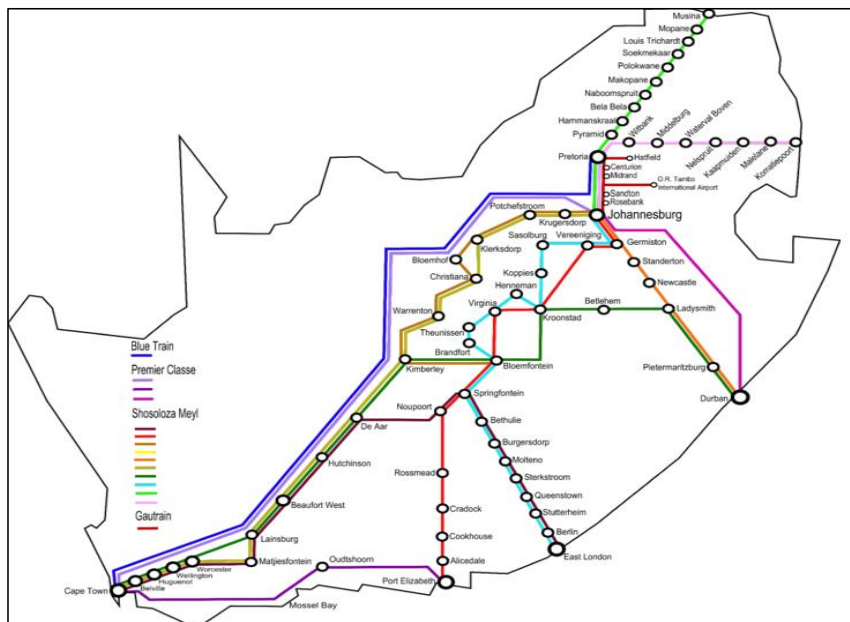 Musina
Mopane
Louis Trichardt
Soekmekaar
Polokwane
Makopane
Naboomspruit
Bela Bela
Hammanskraal
Pyramid
Witbank
Middelburg
Waterval Boven
Nelspruit
Kaapmuiden
Malelane
Komatiepoort
Pretoria
Hatfield
Centurion
Midrand
O.R. Tambo
International Airport
Sandton
Rosebank
Johannesburg
Potchefstroom
Krugersdorp
Klerksdorp
Bloemhof
Christiana
Warrenton
Kimberley
Sasolburg
Vereeniging
Germiston
Standerton
Newcastle
Ladysmith
Koppies
Henneman
Virginia
Kroonstad
Betlehem
Theunissen
Brandfort
Bloemfontein
Pietermaritzburg
Durban
Springfontein
Noupoort
De Aar
Bethulie
Burgersdorp
Molteno
Sterkstroom
Queenstown
Stutterheim
Berlin
East London
Rossmead
Cradock
Cookhouse
Alicedale
Port Elizabeth
Hutchinson
Beaufort West
Lainsburg
Matjiesfontein
Worcester
Wellington
Huguenot
Belville
Cape Town
Oudtshoorn
Mossel Bay
Blue Train
Premier Classe
Shosoloza Meyl
Gautrain